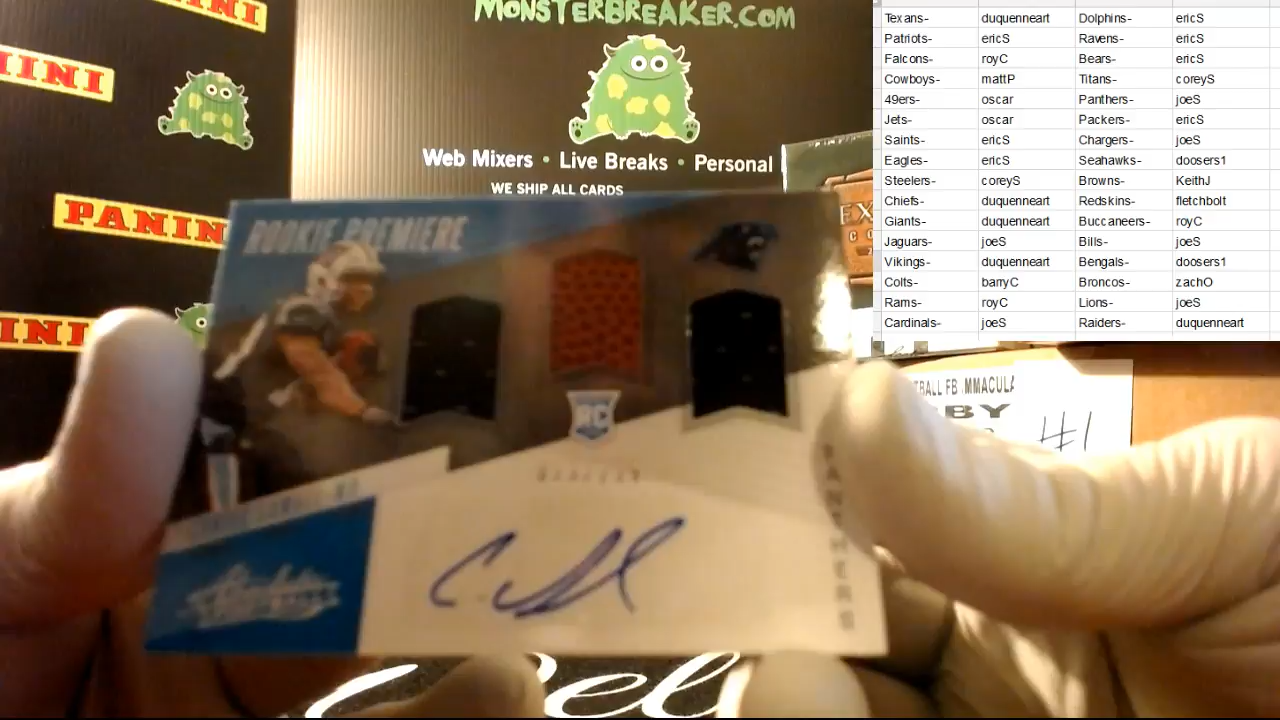 MONSTERBREAKER.COM
Web Mixers • Live Breaks • Personal
WE SHIP ALL CARDS
PANINI
ROOKIE PREMIERE
RC
PANTHERS
Absolute
#1
Texans- duquenneart Dolphins- ericS
Patriots- ericS Ravens- ericS
Falcons- royC Bears- ericS
Cowboys- mattP Titans- coreyS
49ers- oscar Panthers- joeS
Jets- oscar Packers- ericS
Saints- ericS Chargers- joeS
Eagles- ericS Seahawks- doosers1
Steelers- coreyS Browns- KeithJ
Chiefs- duquenneart Redskins- fletchbolt
Giants- duquenneart Buccaneers- royC
Jaguars- joeS Bills- joeS
Vikings- duquenneart Bengals- doosers1
Colts- barryC Broncos- zachO
Rams- royC Lions- joeS
Cardinals- joeS Raiders- duquenneart